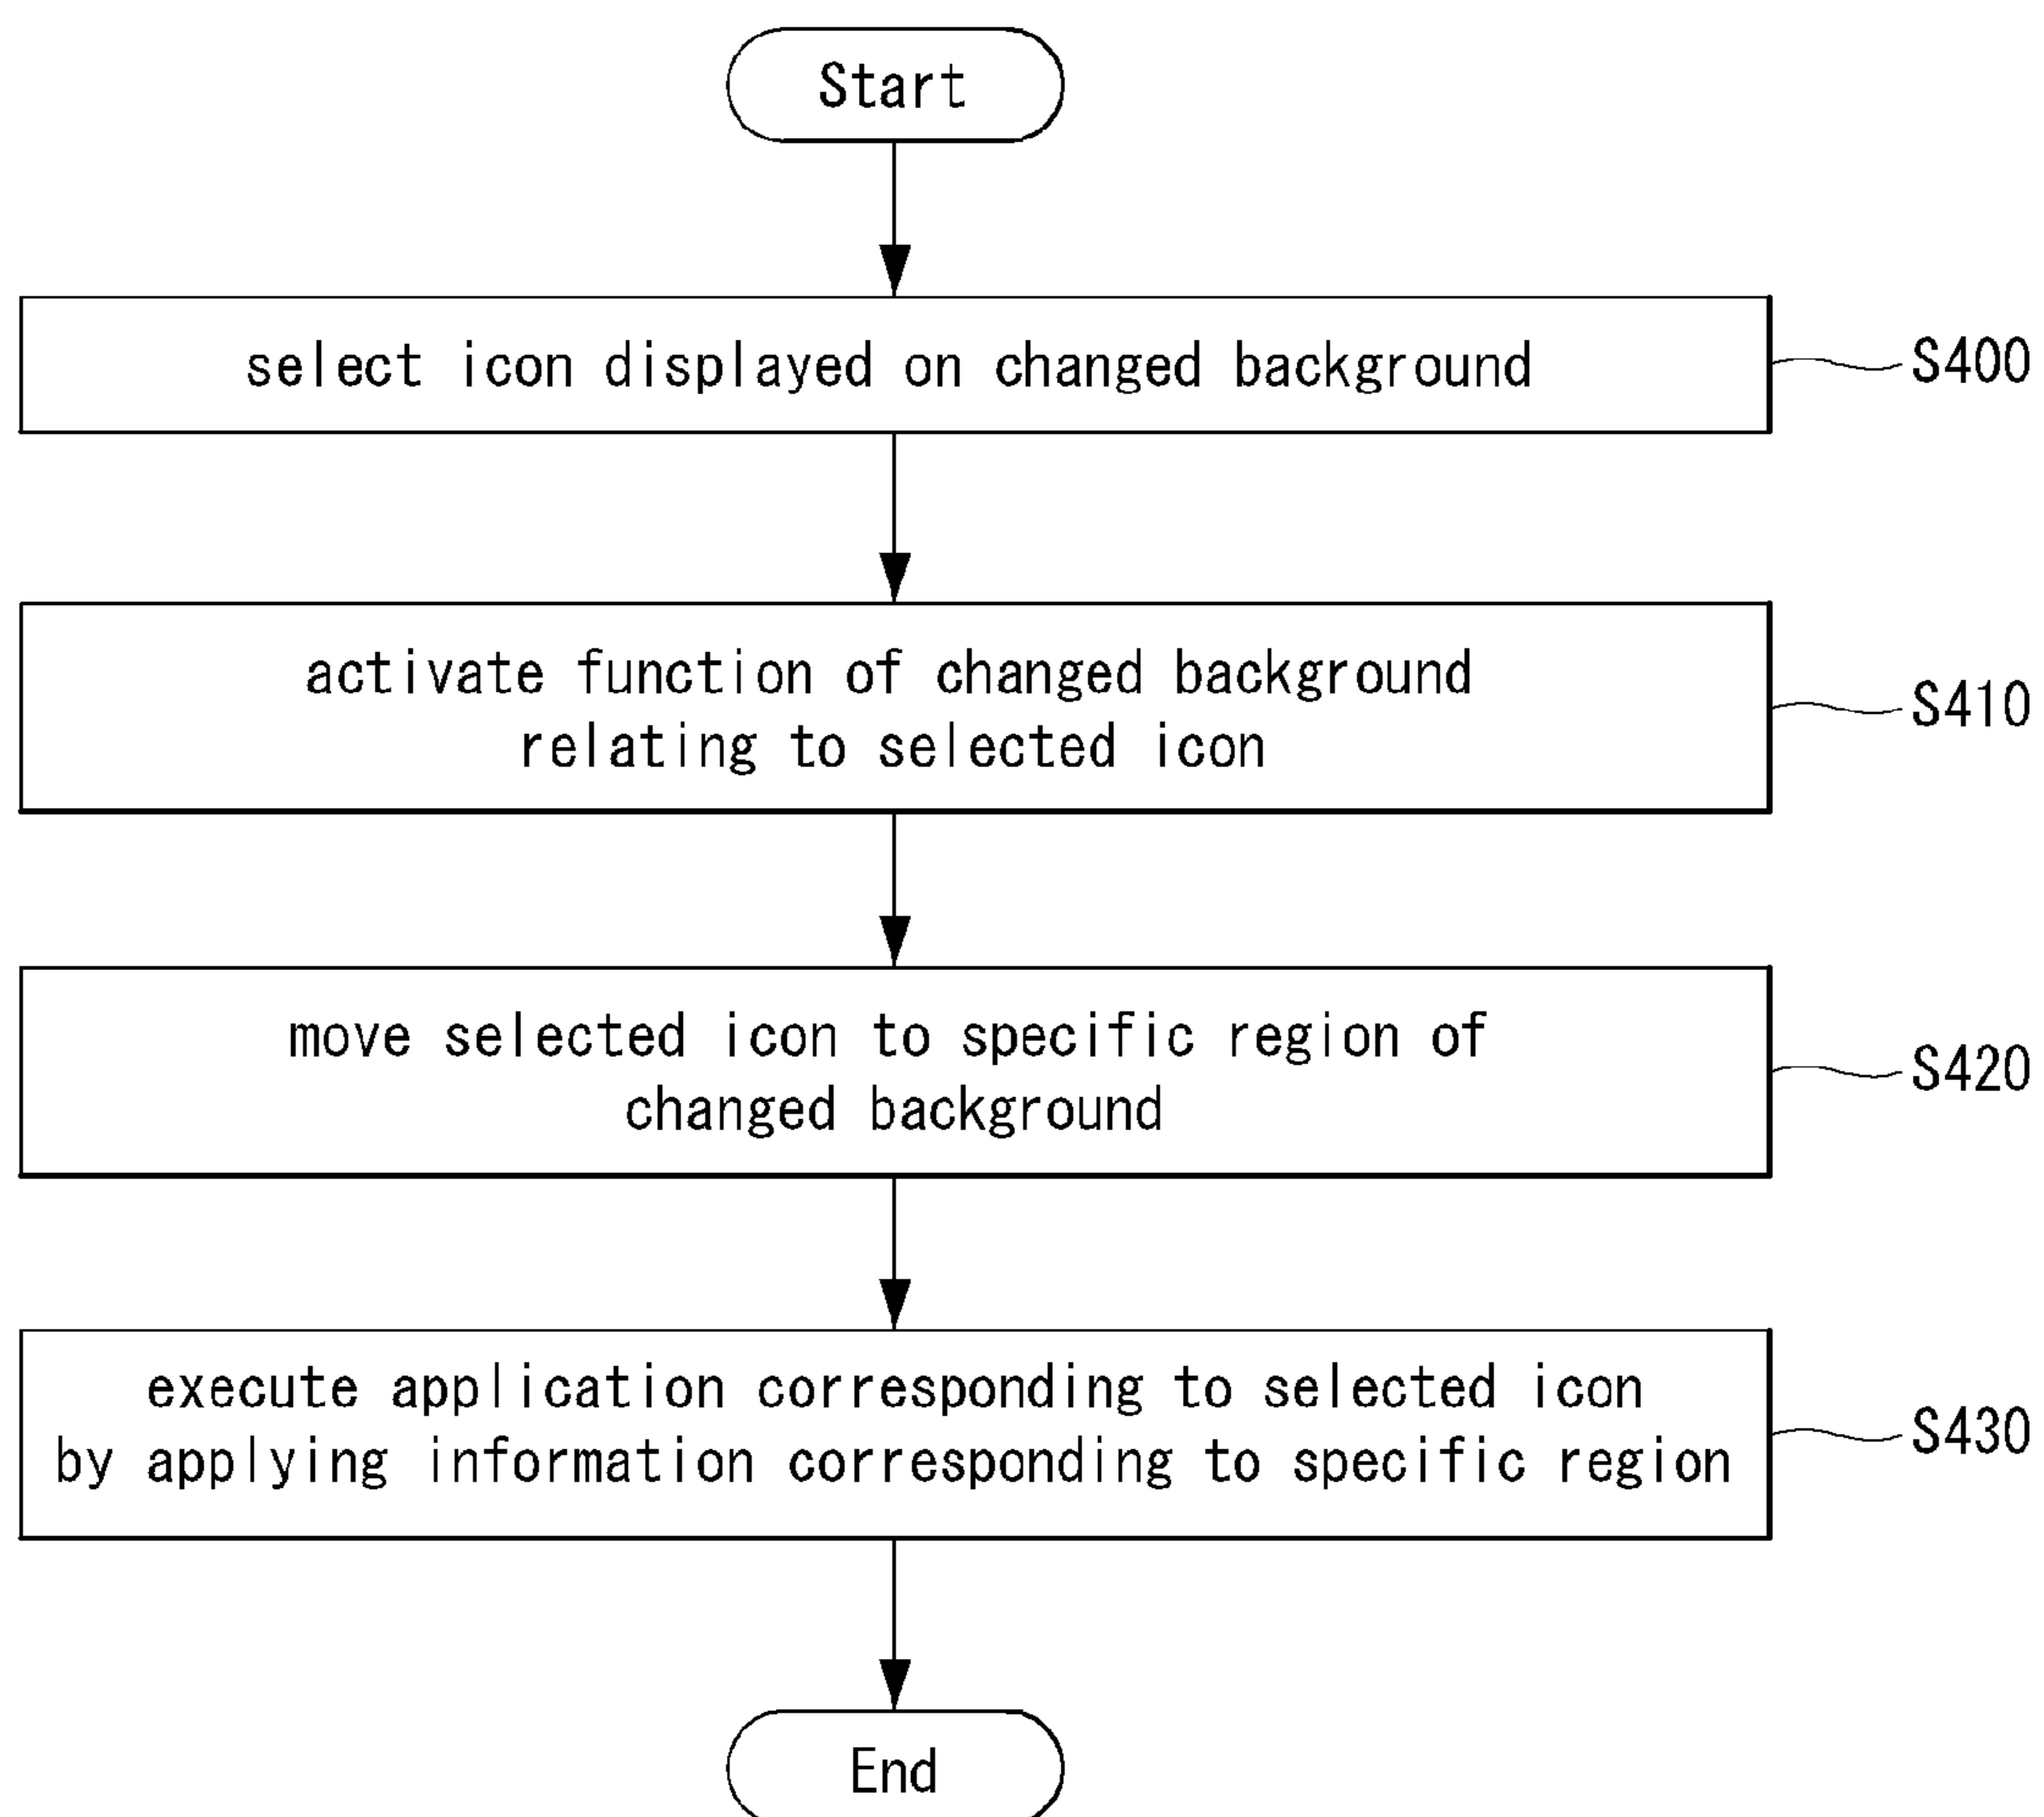 Start
select icon displayed on changed background
S400
activate function of changed background
relating to selected icon
S410
move selected icon to specific region of
changed background
S420
execute application corresponding to selected icon
by applying information corresponding to specific region
S430
End